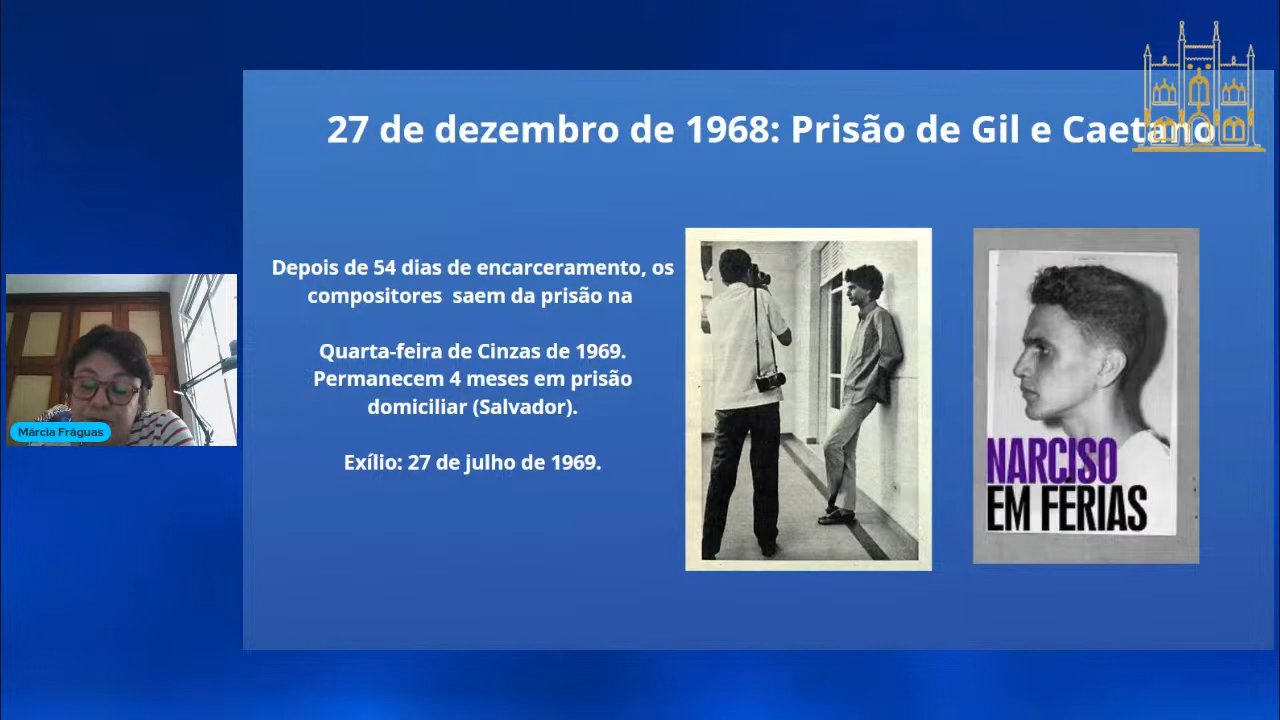 27 de dezembro de 1968: Prisão de Gil e Caetano
Depois de 54 dias de encarceramento, os
compositores  saem da prisão na
Quarta-feira de Cinzas de 1969.
Permanecem 4 meses em prisão
domiciliar (Salvador).
Exílio: 27 de julho de 1969.
NARCISO
EM FÉRIAS
Márcia Fráguas